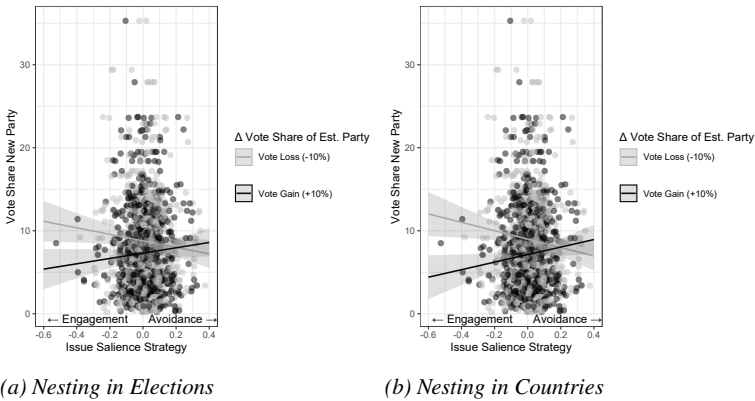 Vote Share New Party
30
20
10
0
-0.6 -0.4 -0.2 0.0 0.2 0.4
← Engagement Avoidance →
Issue Salience Strategy
Δ Vote Share of Est. Party
Vote Loss (-10%)
Vote Gain (+10%)
(a) Nesting in Elections
Vote Share New Party
30
20
10
0
-0.6 -0.4 -0.2 0.0 0.2 0.4
← Engagement Avoidance →
Issue Salience Strategy
Δ Vote Share of Est. Party
Vote Loss (-10%)
Vote Gain (+10%)
(b) Nesting in Countries